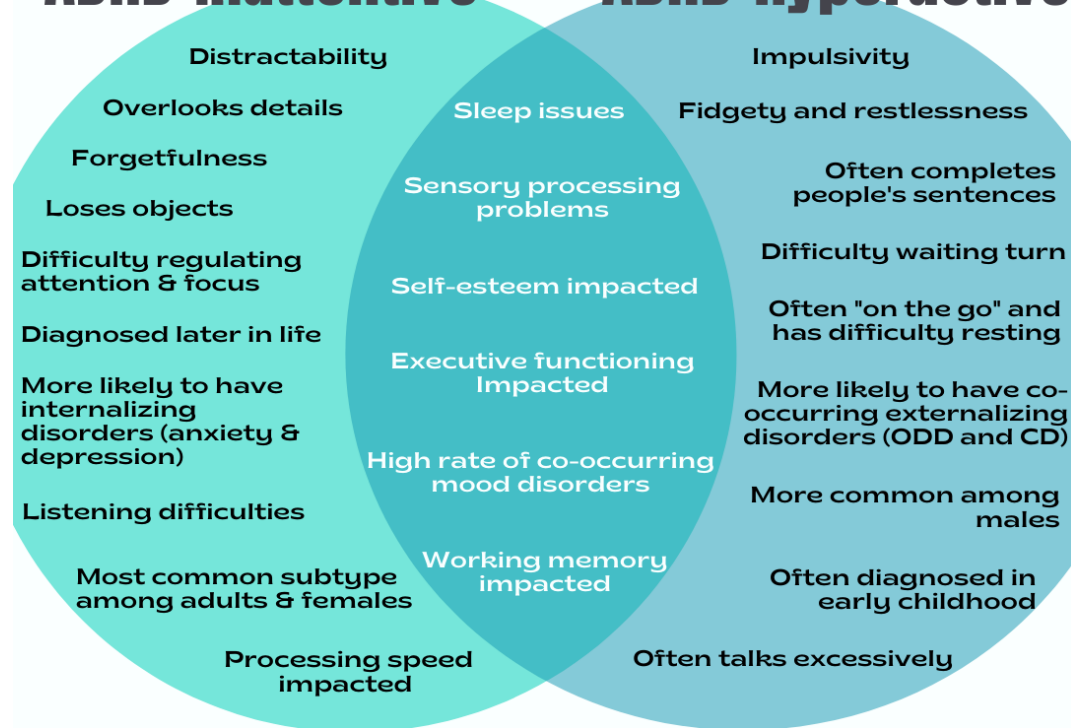 ADHD-inattentive
ADHD-hyperactive
Distractability
Overlooks details
Forgetfulness
Loses objects
Difficulty regulating
attention & focus
Diagnosed later in life
More likely to have
internalizing
disorders (anxiety &
depression)
Listening difficulties
Most common subtype
among adults & females
Processing speed
impacted
Sleep issues
Sensory processing
problems
Self-esteem impacted
Executive functioning
Impacted
High rate of co-occurring
mood disorders
Working memory
impacted
Impulsivity
Fidgety and restlessness
Often completes
people's sentences
Difficulty waiting turn
Often "on the go" and
has difficulty resting
More likely to have co-
occurring externalizing
disorders (ODD and CD)
More common among
males
Often diagnosed in
early childhood
Often talks excessively